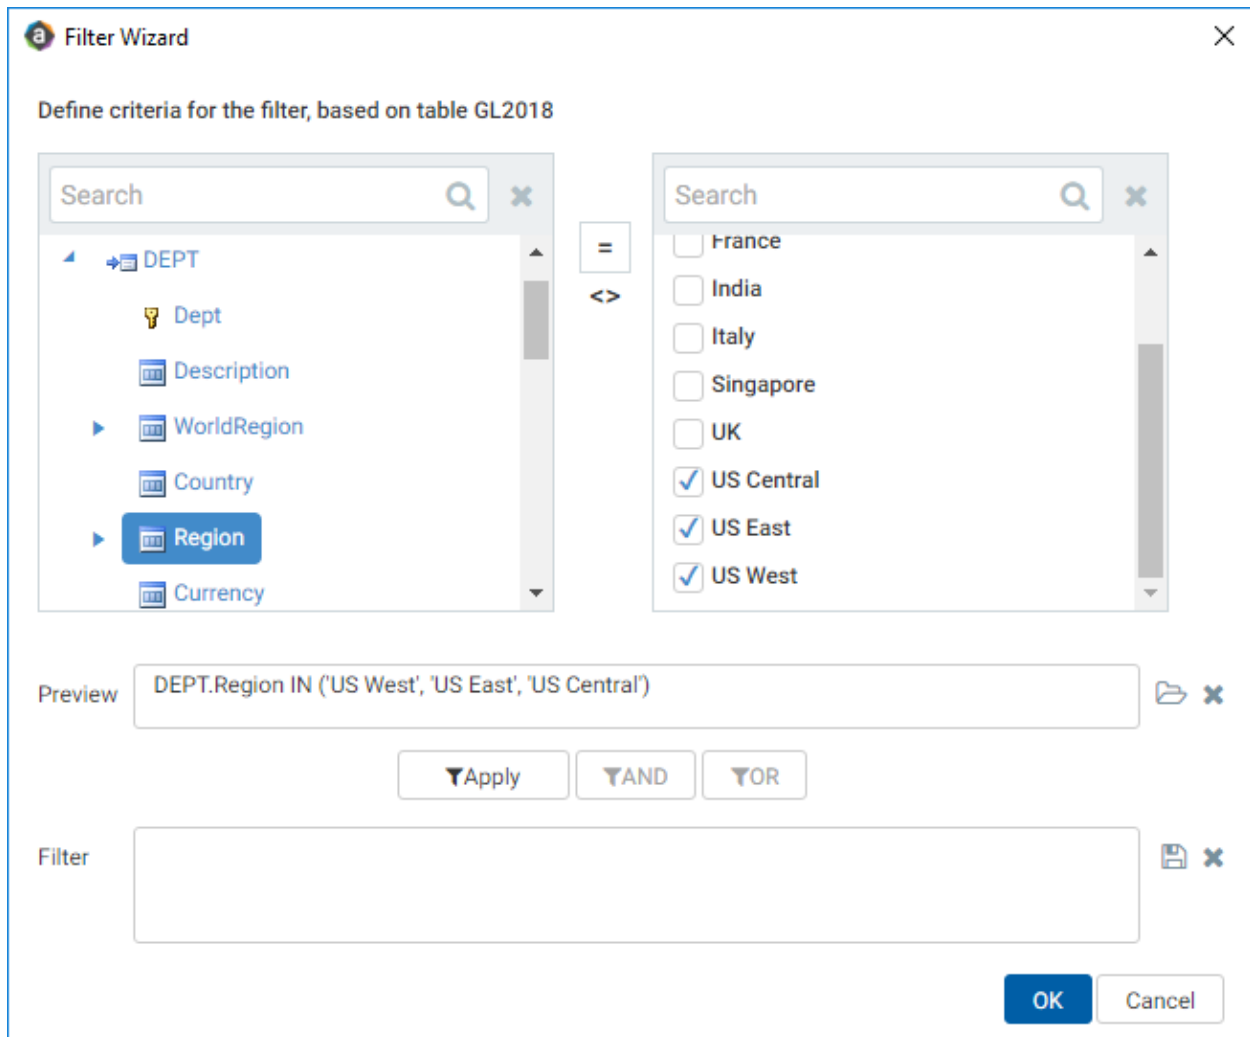 Filter Wizard
Define criteria for the filter, based on table GL2018
Search
Search
DEPT
Dept
Description
WorldRegion
Country
Region
Currency
=
<>
France
India
Italy
Singapore
UK
US Central
US East
US West
Preview
DEPT.Region IN ('US West', 'US East', 'US Central')
Apply
AND
OR
Filter
OK
Cancel